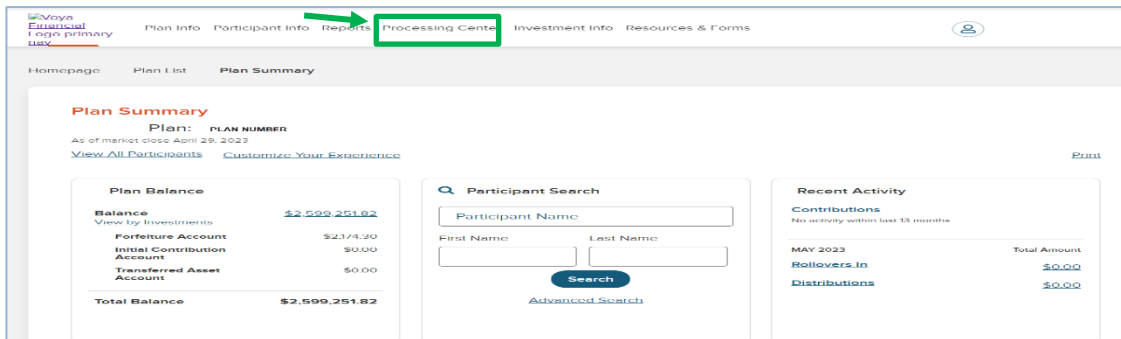 Voya
Financial
Logo primary
nav
Plan Info Participant Info Reports Processing Center Investment Info Resources & Forms
Homepage Plan List Plan Summary
Plan Summary
Plan: PLAN NUMBER
As of market close April 29, 2023
View All Participants Customize Your Experience Print
Plan Balance
Balance $2,599,251.82
View by Investments
Forfeiture Account $2,174.30
Initial Contribution $0.00
Account
Transferred Asset $0.00
Account
Total Balance $2,599,251.82
Participant Search
Participant Name
First Name Last Name
Search
Advanced Search
Recent Activity
Contributions
No activity within last 13 months
MAY 2023 Total Amount
Rollovers In $0.00
Distributions $0.00